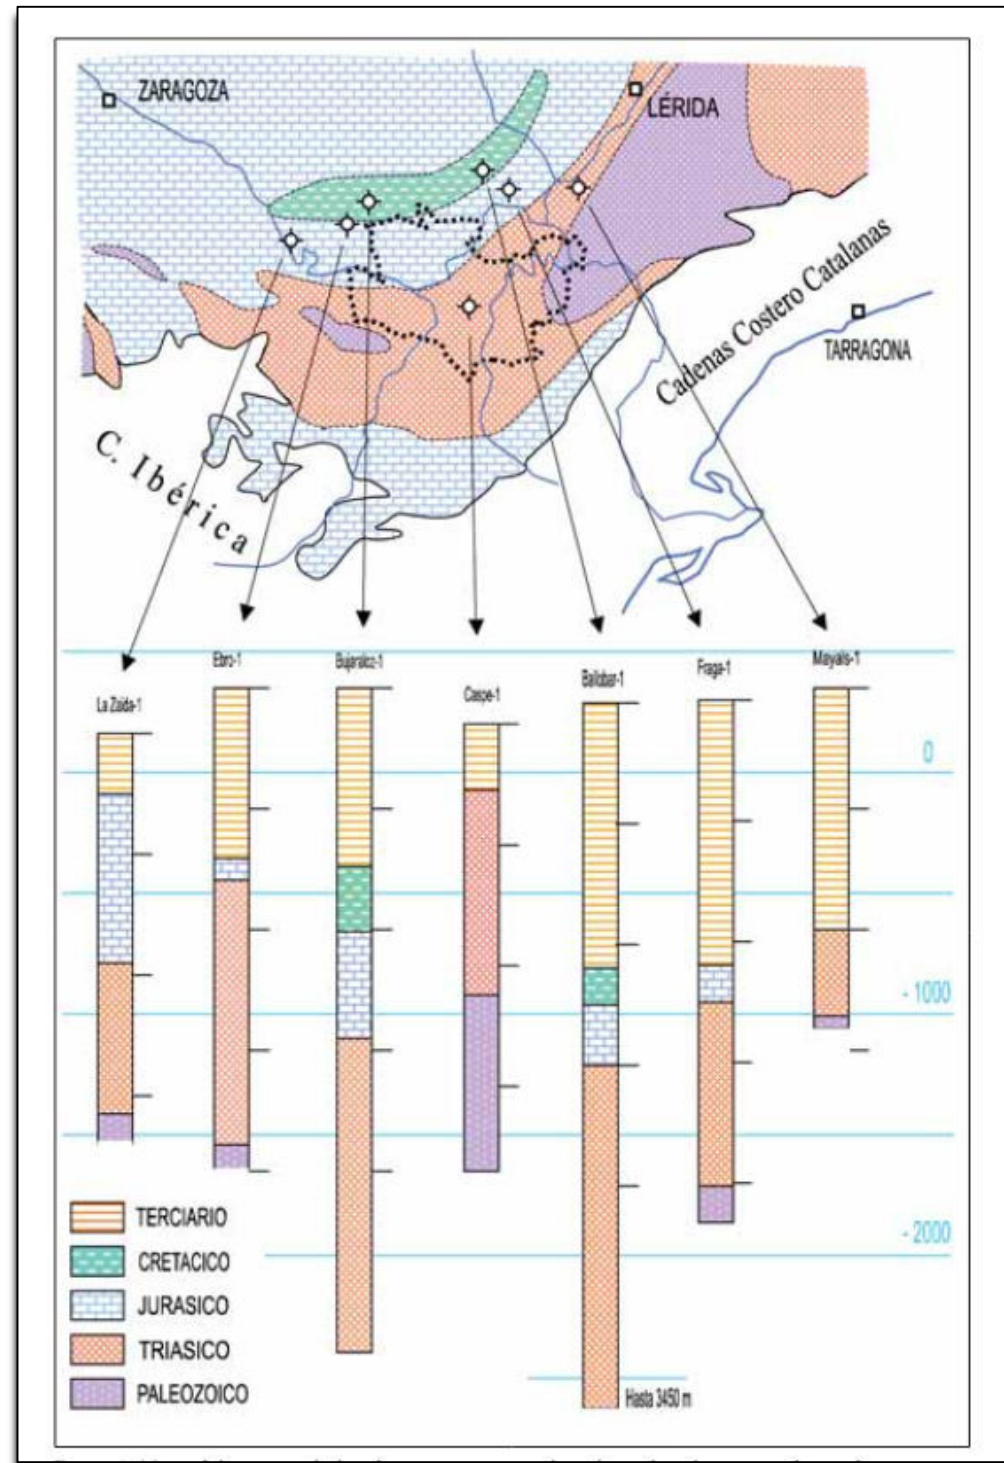 ZARAGOZA
LÉRIDA
Cadenas Costero Catalanas
TARRAGONA
C. Ibérica
La Zaida-1
Ebro-1
Bujaraloz-1
Caspe-1
Ballobar-1
Fraga-1
Mayals-1
0
- 1000
- 2000
Hasta 3450 m
TERCIARIO
CRETACICO
JURASICO
TRIASICO
PALEOZOICO